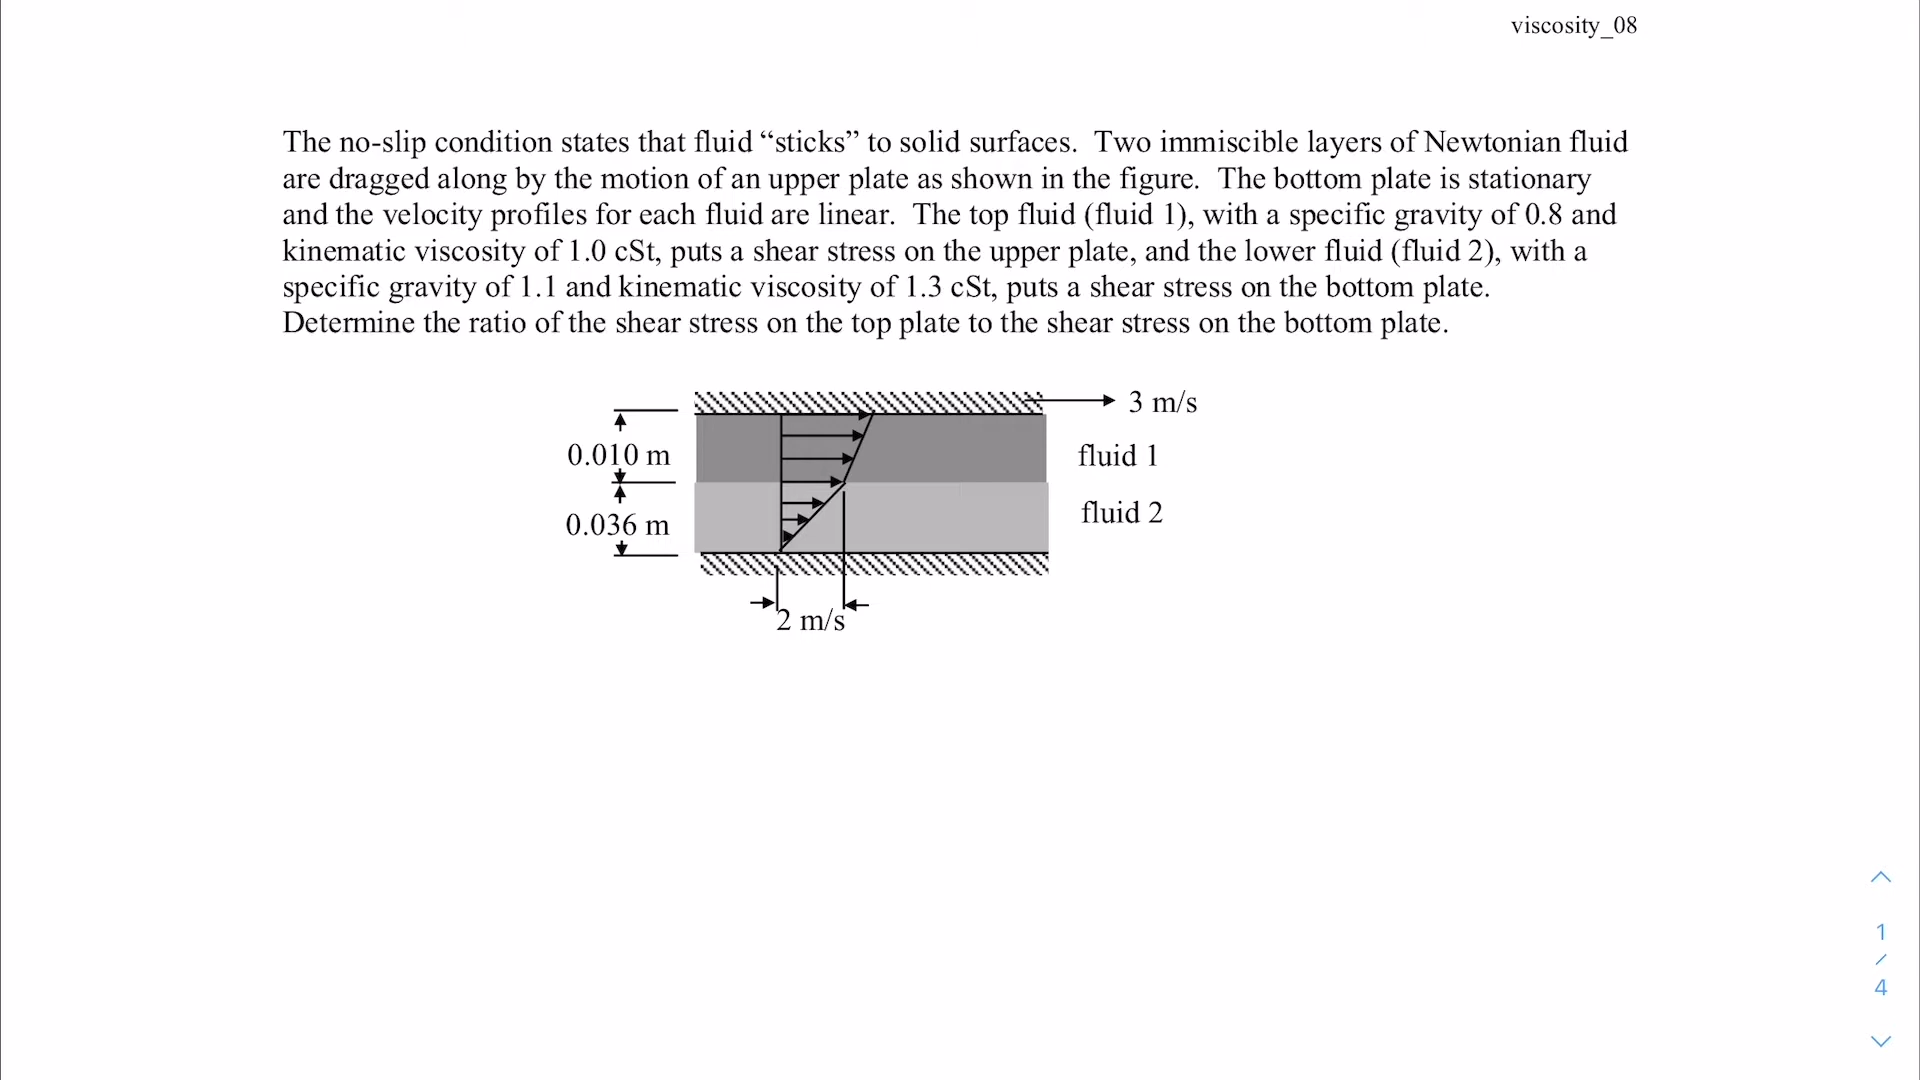 viscosity_08
The no-slip condition states that fluid “sticks” to solid surfaces.  Two immiscible layers of Newtonian fluid
are dragged along by the motion of an upper plate as shown in the figure.  The bottom plate is stationary
and the velocity profiles for each fluid are linear.  The top fluid (fluid 1), with a specific gravity of 0.8 and
kinematic viscosity of 1.0 cSt, puts a shear stress on the upper plate, and the lower fluid (fluid 2), with a
specific gravity of 1.1 and kinematic viscosity of 1.3 cSt, puts a shear stress on the bottom plate.
Determine the ratio of the shear stress on the top plate to the shear stress on the bottom plate.
3 m/s
0.010 m
fluid 1
0.036 m
fluid 2
2 m/s
1
/
4